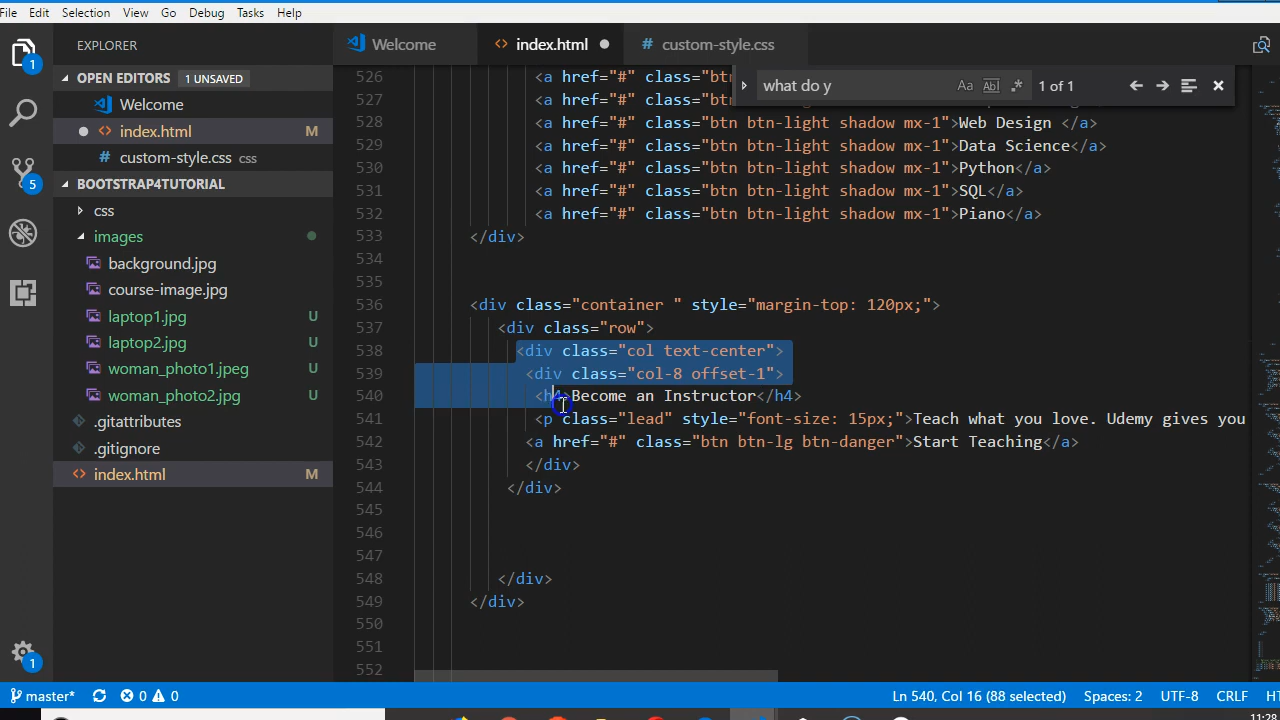 File Edit Selection View Go Debug Tasks Help
EXPLORER
OPEN EDITORS 1 UNSAVED
Welcome
index.html M
custom-style.css css
BOOTSTRAP4TUTORIAL
css
images
background.jpg
course-image.jpg
laptop1.jpg U
laptop2.jpg U
woman_photo1.jpeg U
woman_photo2.jpg U
.gitattributes
.gitignore
index.html M
1
5
1
Welcome index.html custom-style.css
what do y Aa Abl .* 1 of 1
526 <a href="#" class="btn
527 <a href="#" class="btn
528 <a href="#" class="btn btn-light shadow mx-1">Web Design </a>
529 <a href="#" class="btn btn-light shadow mx-1">Data Science</a>
530 <a href="#" class="btn btn-light shadow mx-1">Python</a>
531 <a href="#" class="btn btn-light shadow mx-1">SQL</a>
532 <a href="#" class="btn btn-light shadow mx-1">Piano</a>
533 </div>
534
535
536 <div class="container " style="margin-top: 120px;">
537 <div class="row">
538 <div class="col text-center">
539 <div class="col-8 offset-1">
540 <h4>Become an Instructor</h4>
541 <p class="lead" style="font-size: 15px;">Teach what you love. Udemy gives you
542 <a href="#" class="btn btn-lg btn-danger">Start Teaching</a>
543 </div>
544 </div>
545
546
547
548 </div>
549 </div>
550
551
552
master* 0 0 Ln 540, Col 16 (88 selected) Spaces: 2 UTF-8 CRLF HT
11:28